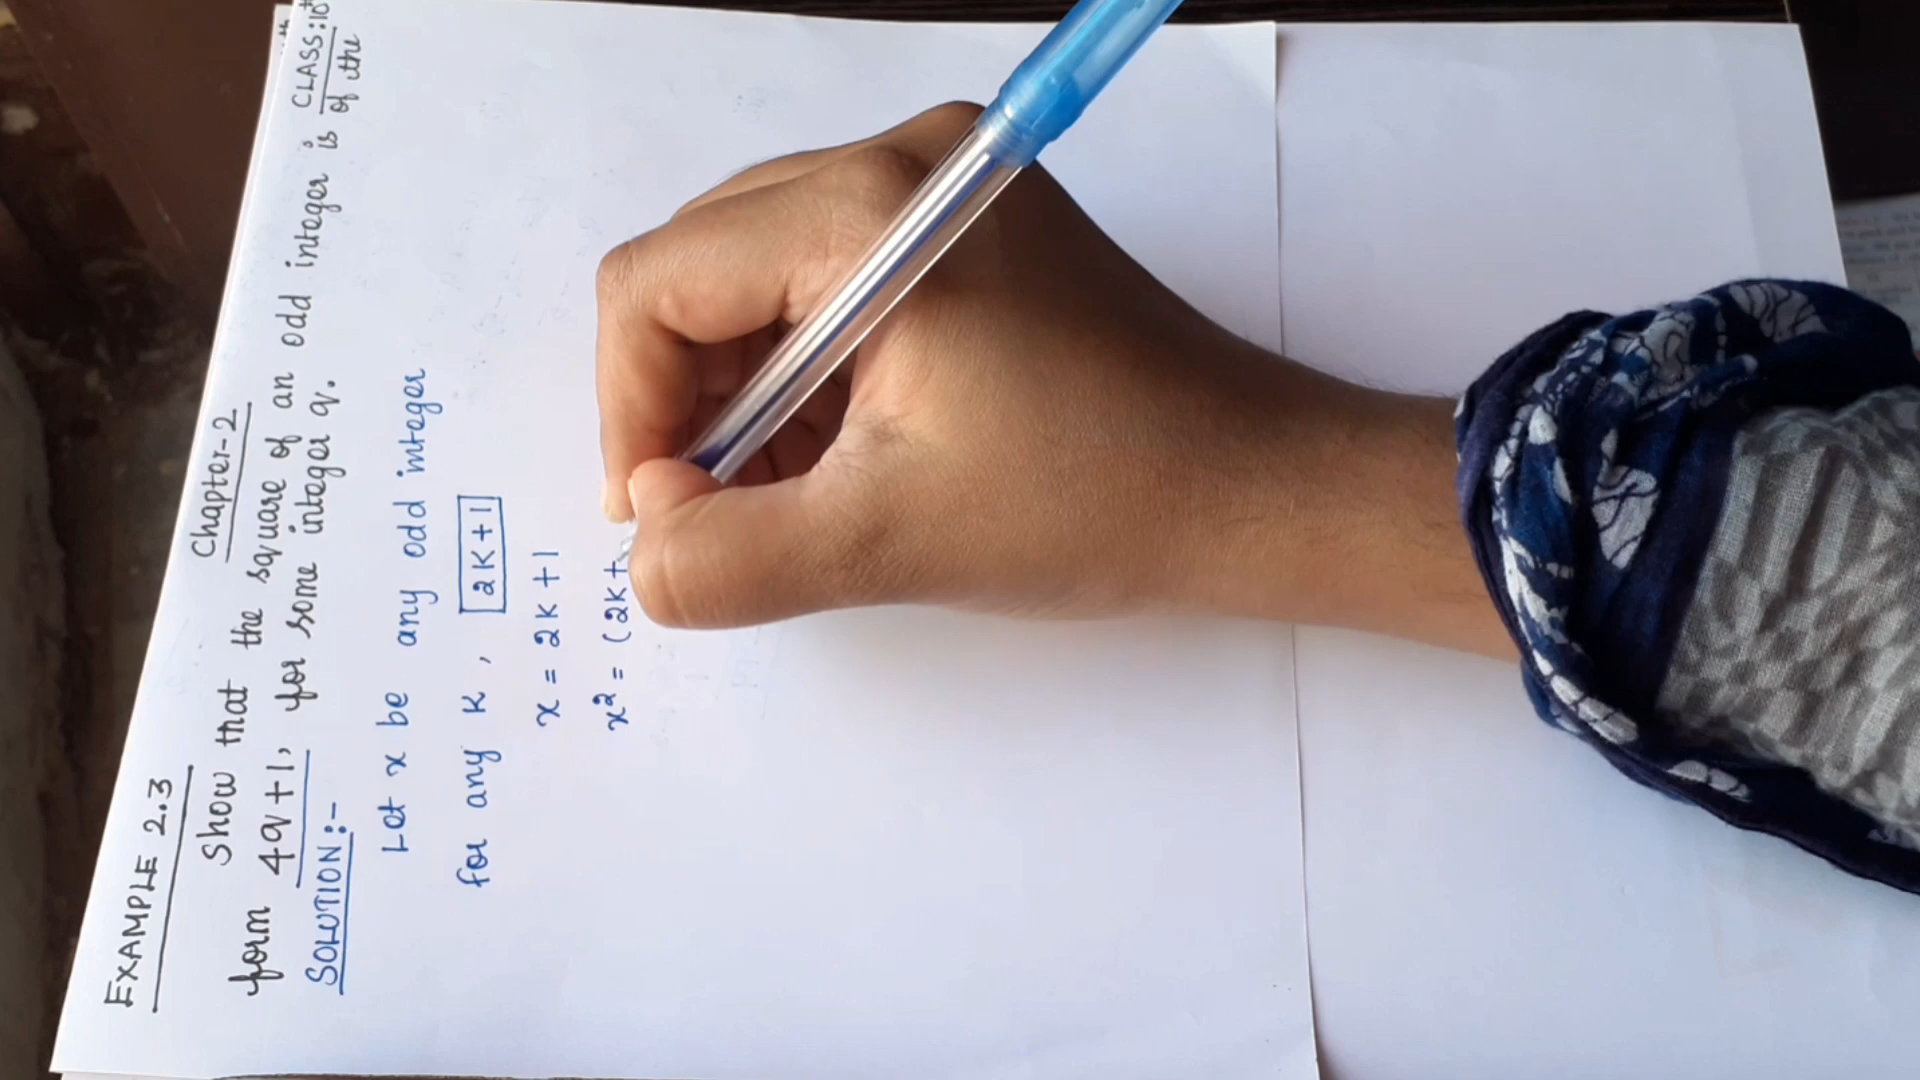 CLASS:10th
EXAMPLE 2.3 Chapter-2
Show that the square of an odd integer is of the
form 4q+1, for some integer q.
SOLUTION:-
Let x be any odd integer
for any K, 2K+1
x = 2K+1
x² = (2K+